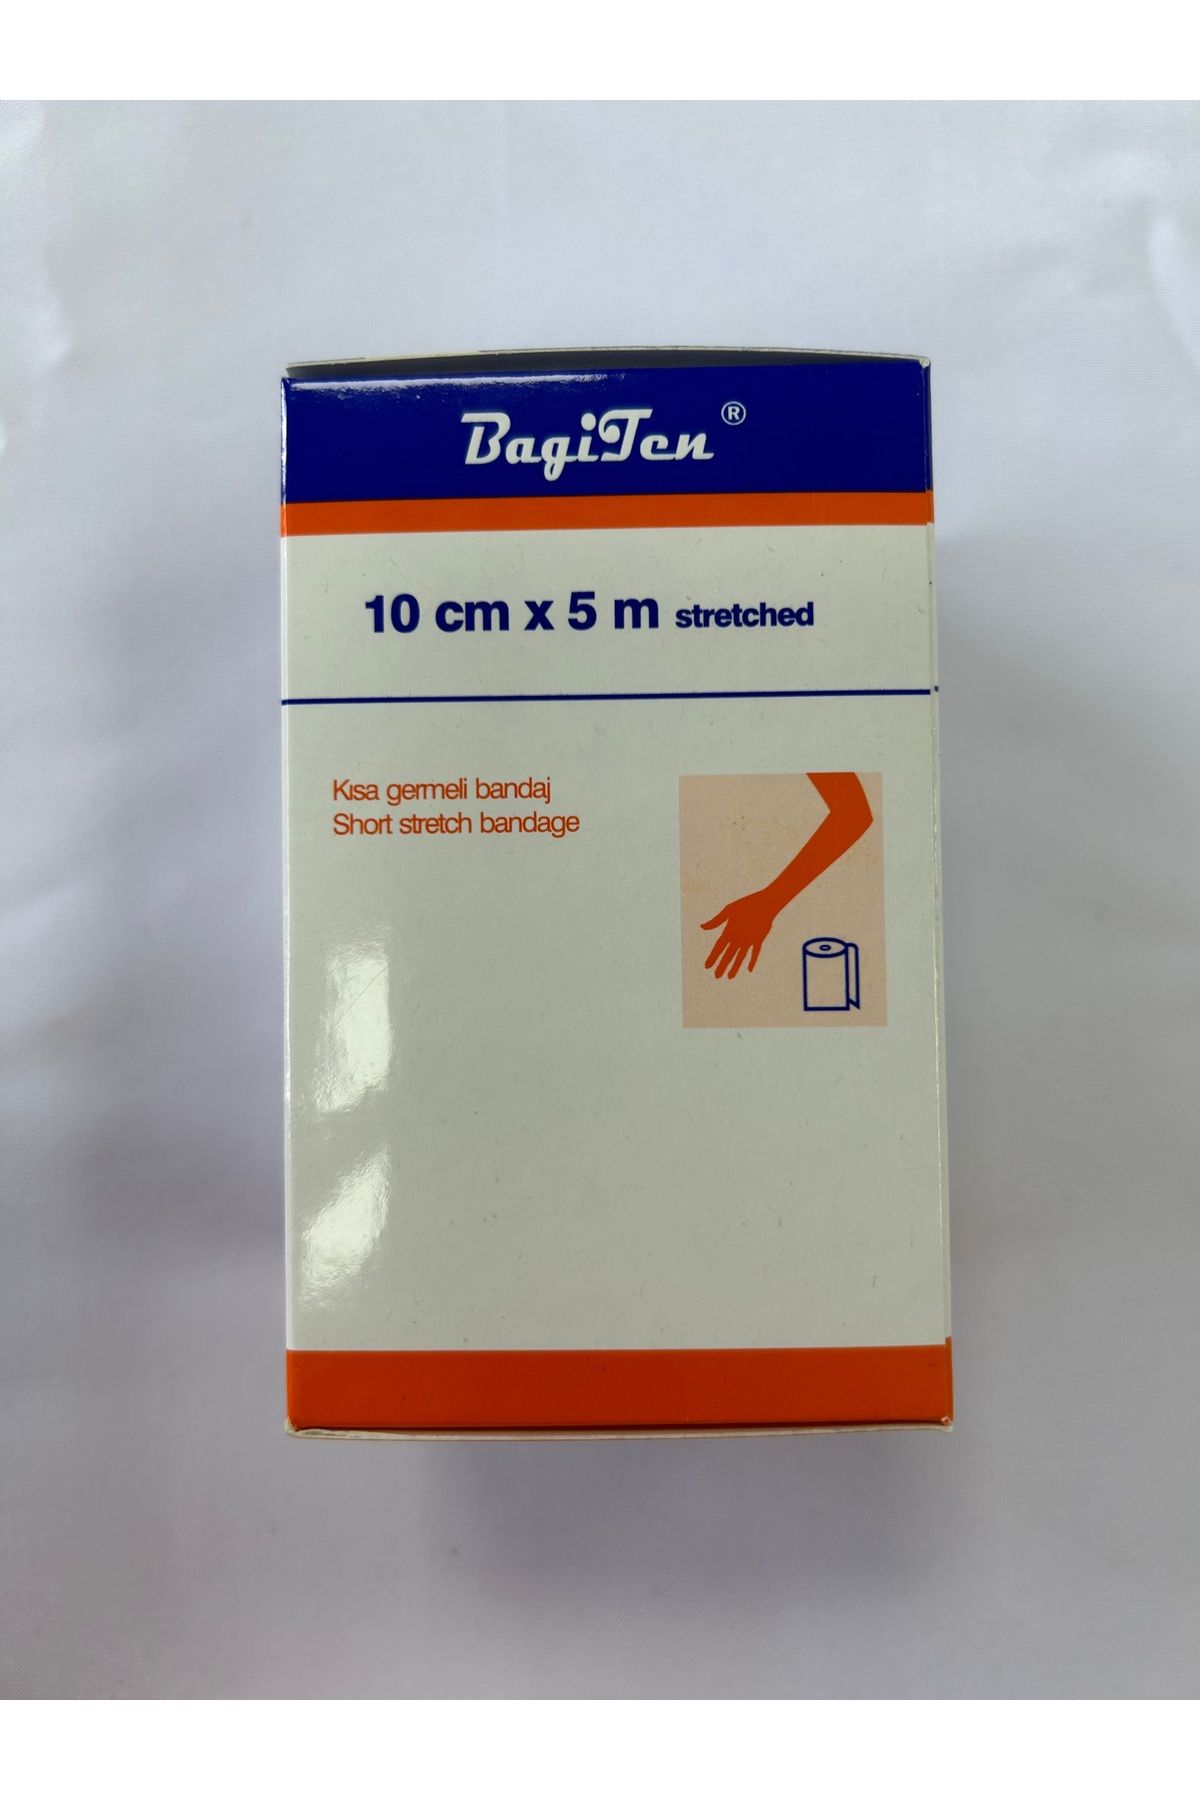 BagiTen ®
10 cm x 5 m stretched
Kısa germeli bandaj
Short stretch bandage